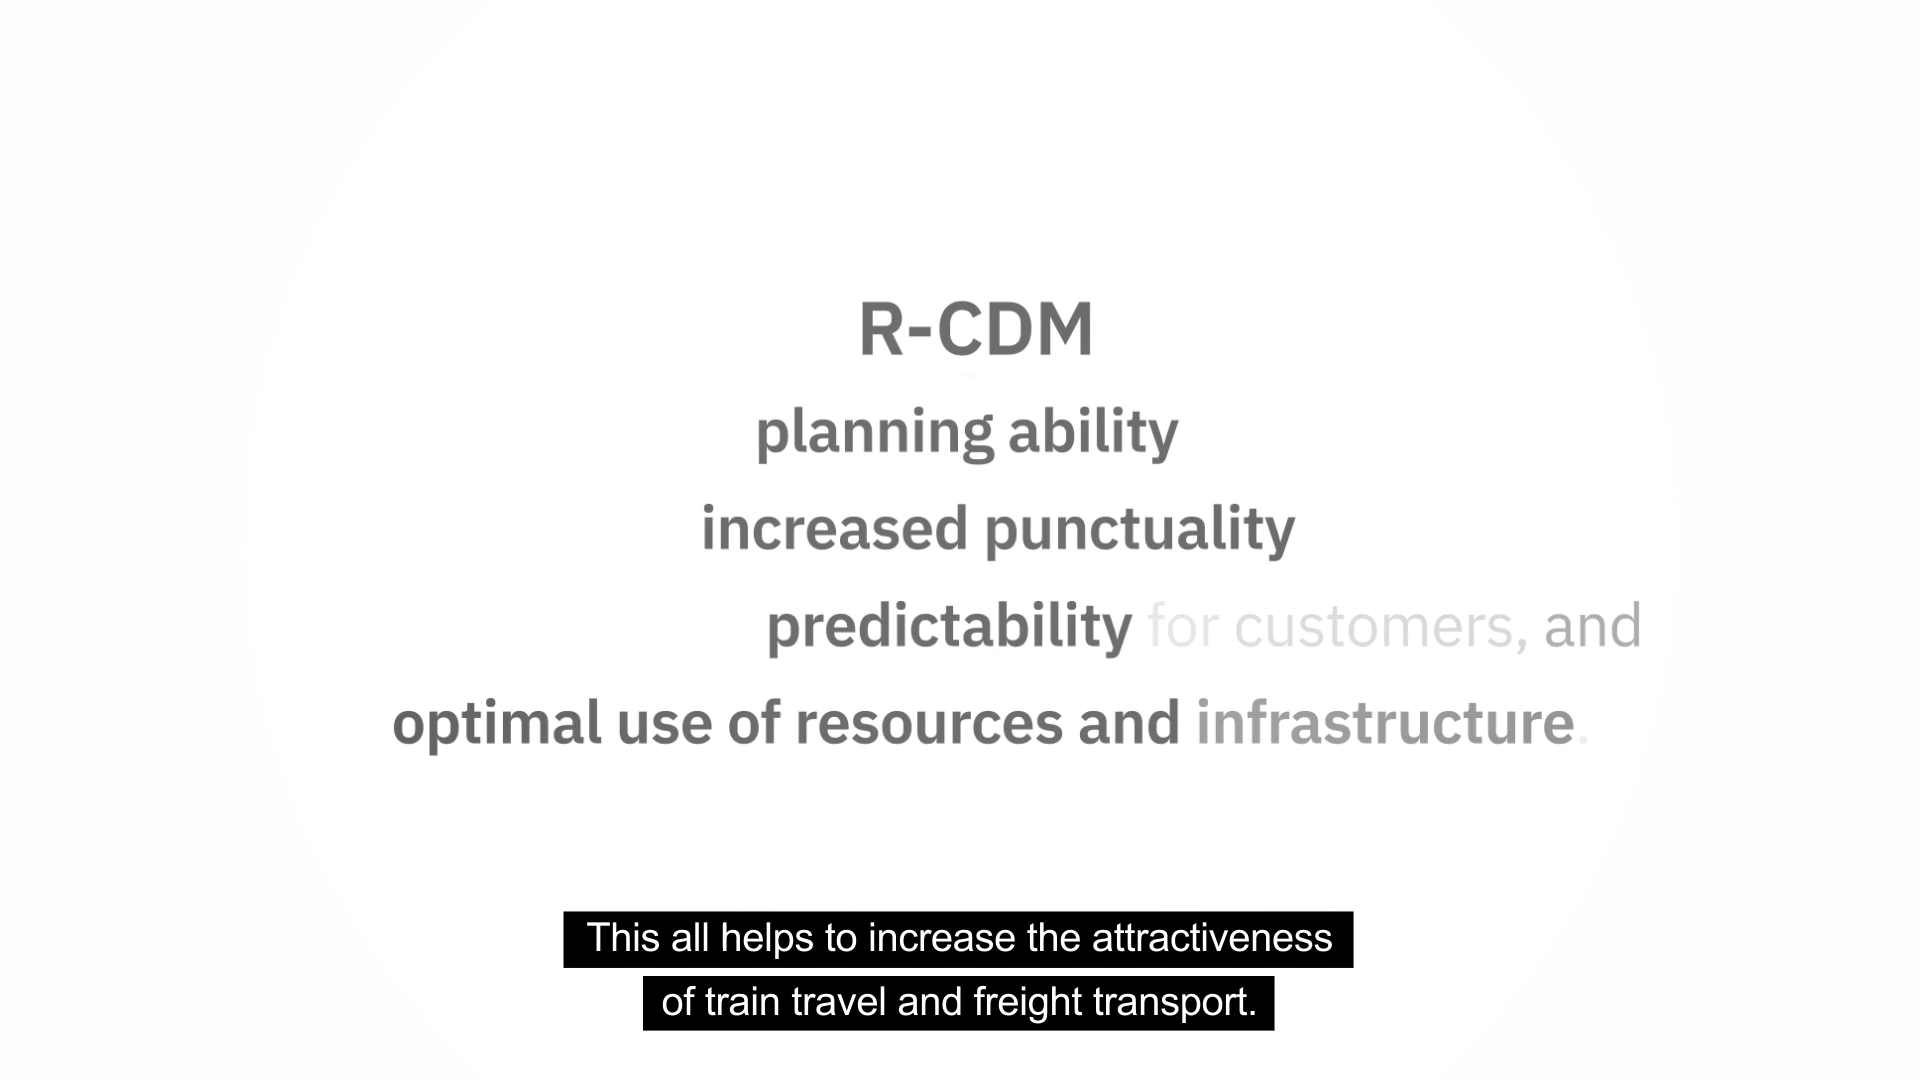 R-CDM
planning ability
increased punctuality
predictability for customers, and
optimal use of resources and infrastructure.
This all helps to increase the attractiveness
of train travel and freight transport.